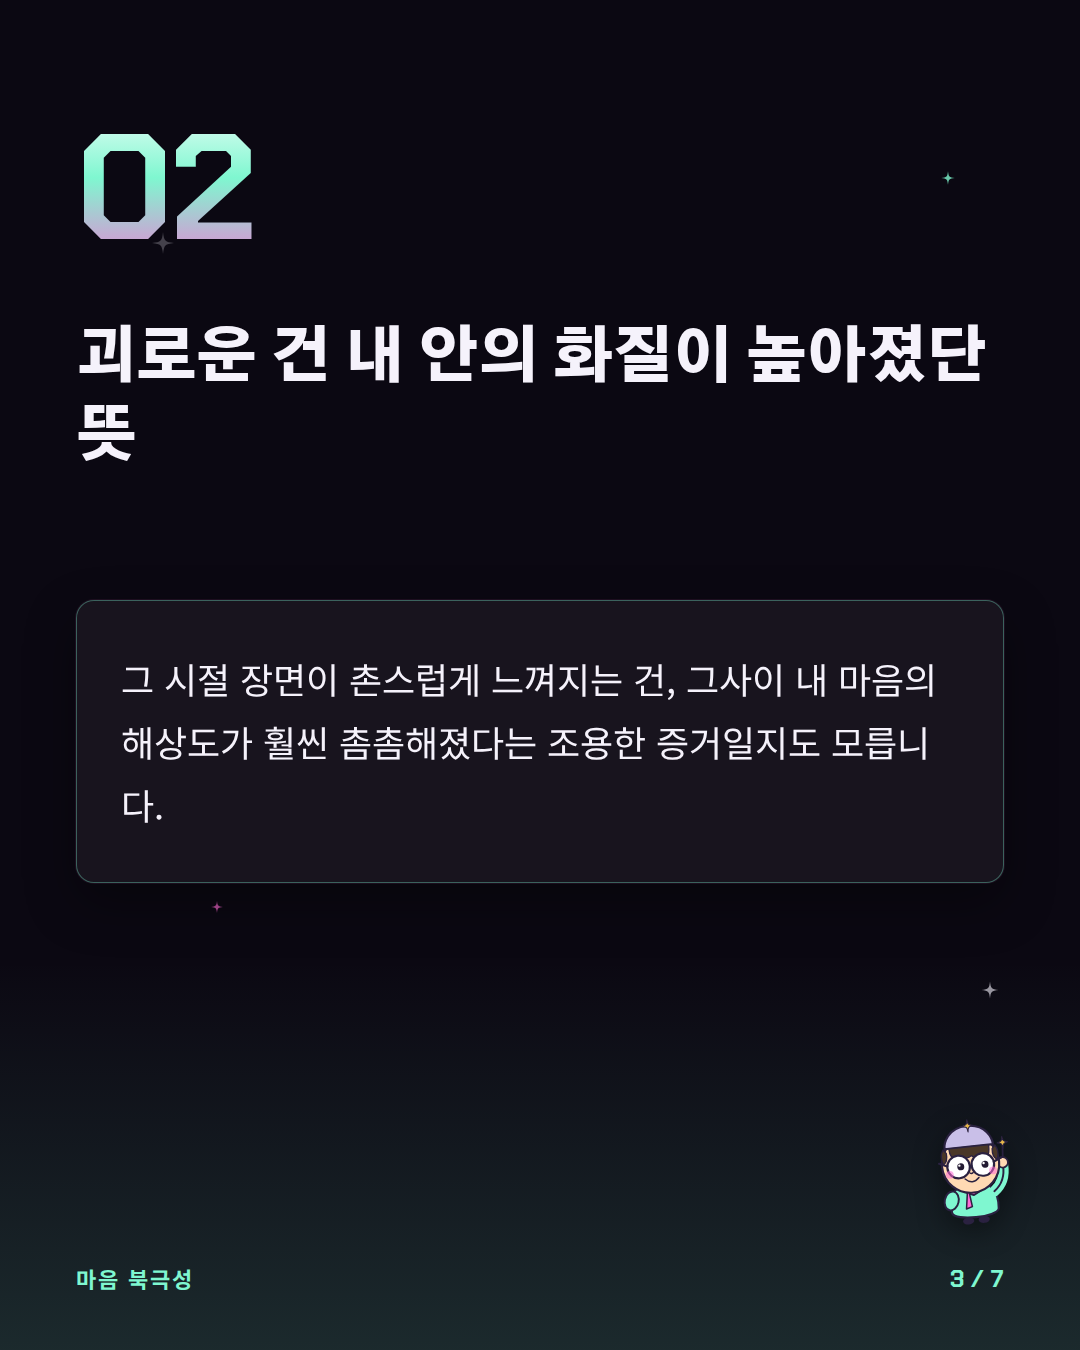 02
괴로운 건 내 안의 화질이 높아졌단
뜻
그 시절 장면이 촌스럽게 느껴지는 건, 그사이 내 마음의
해상도가 훨씬 촘촘해졌다는 조용한 증거일지도 모릅니
다.
마음 북극성
3 / 7